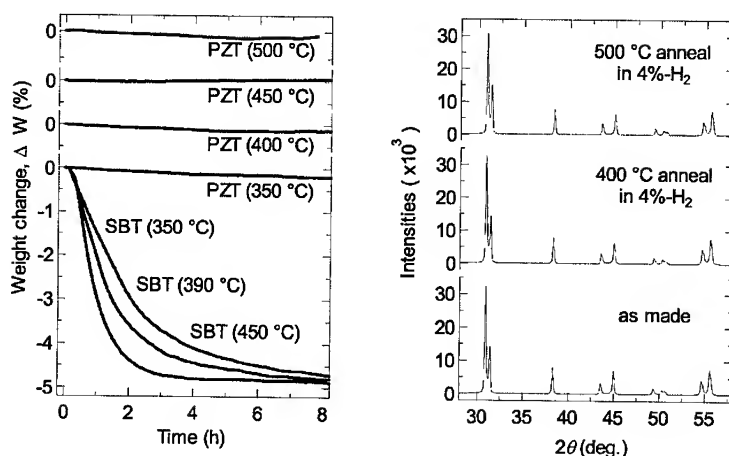 0
PZT (500 °C)
0
PZT (450 °C)
0
PZT (400 °C)
0
PZT (350 °C)
-1
-2
-3
-4
-5
SBT (350 °C)
SBT (390 °C)
SBT (450 °C)
Weight change, Δ W (%)
0 2 4 6 8
Time (h)
500 °C anneal
in 4%-H₂
30
20
10
0
400 °C anneal
in 4%-H₂
30
20
10
0
as made
30
20
10
0
Intensities ( x10³)
30 35 40 45 50 55
2θ (deg.)